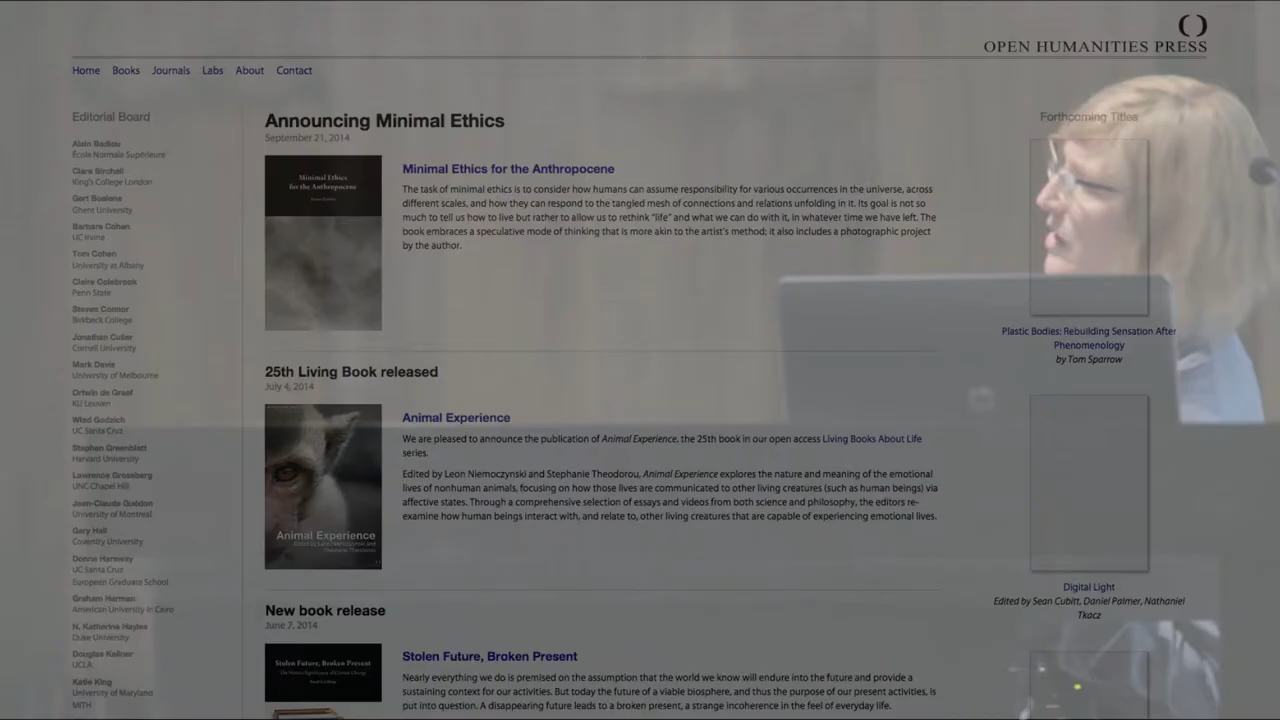 OPEN HUMANITIES PRESS
Home Books Journals Labs About Contact
Editorial Board
Alain Badiou
École Normale Supérieure
Clare Birchall
King's College London
Gert Buelens
Ghent University
Barbara Cohen
UC Irvine
Tom Cohen
University at Albany
Claire Colebrook
Penn State
Steven Connor
Birkbeck College
Jonathan Culler
Cornell University
Mark Davis
University of Melbourne
Ortwin de Graef
KU Leuven
Wlad Godzich
UC Santa Cruz
Stephen Greenblatt
Harvard University
Lawrence Grossberg
UNC Chapel Hill
Jean-Claude Guédon
University of Montreal
Gary Hall
Coventry University
Donna Haraway
UC Santa Cruz
European Graduate School
Graham Harman
American University in Cairo
N. Katherine Hayles
Duke University
Douglas Kellner
UCLA
Katie King
University of Maryland
MITH
Announcing Minimal Ethics
September 21, 2014
Minimal Ethics
for the Anthropocene
Minimal Ethics for the Anthropocene
The task of minimal ethics is to consider how humans can assume responsibility for various occurrences in the universe, across
different scales, and how they can respond to the tangled mesh of connections and relations unfolding in it. Its goal is not so
much to tell us how to live but rather to allow us to rethink “life” and what we can do with it, in whatever time we have left. The
book embraces a speculative mode of thinking that is more akin to the artist's method; it also includes a photographic project
by the author.
25th Living Book released
July 4, 2014
Animal Experience
Animal Experience
We are pleased to announce the publication of Animal Experience, the 25th book in our open access Living Books About Life
series.
Edited by Leon Niemoczynski and Stephanie Theodorou, Animal Experience explores the nature and meaning of the emotional
lives of nonhuman animals, focusing on how those lives are communicated to other living creatures (such as human beings) via
affective states. Through a comprehensive selection of essays and videos from both science and philosophy, the editors re-
examine how human beings interact with, and relate to, other living creatures that are capable of experiencing emotional lives.
New book release
June 7, 2014
Stolen Future, Broken Present
Stolen Future, Broken Present
Nearly everything we do is premised on the assumption that the world we know will endure into the future and provide a
sustaining context for our activities. But today the future of a viable biosphere, and thus the purpose of our present activities, is
put into question. A disappearing future leads to a broken present, a strange incoherence in the feel of everyday life.
Forthcoming Titles
Plastic Bodies: Rebuilding Sensation After
Phenomenology
by Tom Sparrow
Digital Light
Edited by Sean Cubitt, Daniel Palmer, Nathaniel
Tkacz